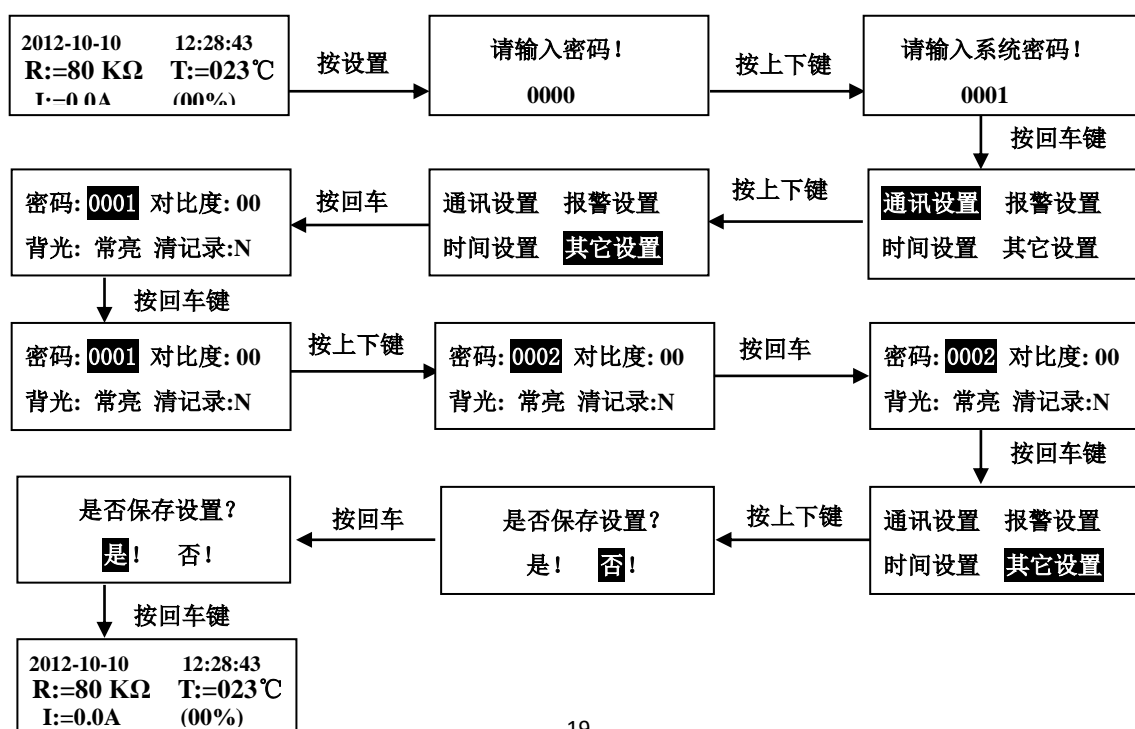 2012-10-10 12:28:43
R:=80 KΩ T:=023℃
I:=0.0A (00%)
按设置
请输入密码!
0000
按上下键
请输入系统密码!
0001
按回车键
通讯设置 报警设置
时间设置 其它设置
按上下键
通讯设置 报警设置
时间设置 其它设置
按回车
密码: 0001 对比度: 00
背光: 常亮 清记录:N
按回车键
密码: 0001 对比度: 00
背光: 常亮 清记录:N
按上下键
密码: 0002 对比度: 00
背光: 常亮 清记录:N
按回车
密码: 0002 对比度: 00
背光: 常亮 清记录:N
按回车键
通讯设置 报警设置
时间设置 其它设置
按上下键
是否保存设置?
是! 否!
按回车
是否保存设置?
是! 否!
按回车键
2012-10-10 12:28:43
R:=80 KΩ T:=023℃
I:=0.0A (00%)
19